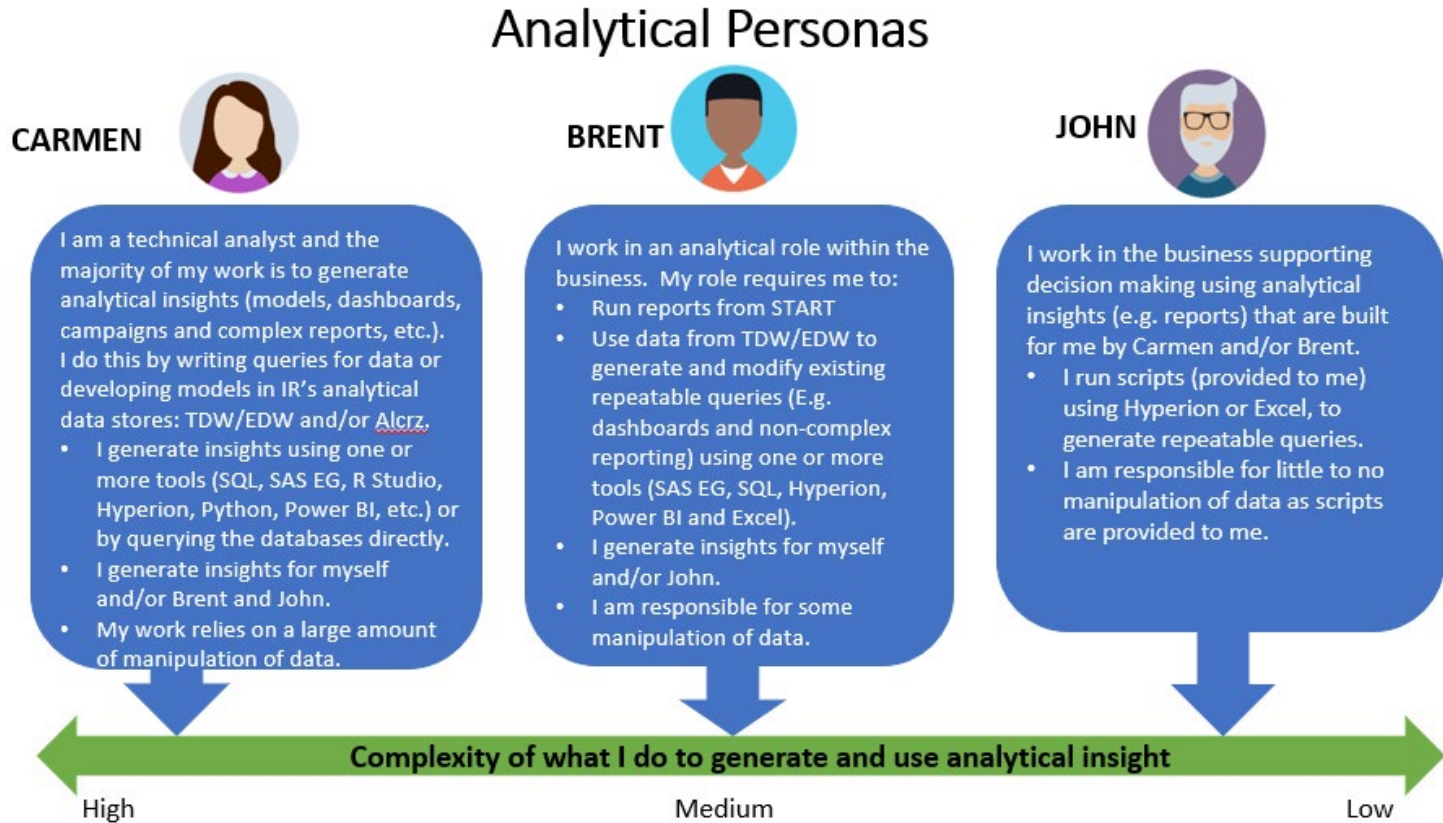 Analytical Personas
CARMEN
I am a technical analyst and the
majority of my work is to generate
analytical insights (models, dashboards,
campaigns and complex reports, etc.).
I do this by writing queries for data or
developing models in IR's analytical
data stores: TDW/EDW and/or Alcrz.
• I generate insights using one or
more tools (SQL, SAS EG, R Studio,
Hyperion, Python, Power BI, etc.) or
by querying the databases directly.
• I generate insights for myself
and/or Brent and John.
• My work relies on a large amount
of manipulation of data.
BRENT
I work in an analytical role within the
business. My role requires me to:
• Run reports from START
• Use data from TDW/EDW to
generate and modify existing
repeatable queries (E.g.
dashboards and non-complex
reporting) using one or more
tools (SAS EG, SQL, Hyperion,
Power BI and Excel).
• I generate insights for myself
and/or John.
• I am responsible for some
manipulation of data.
JOHN
I work in the business supporting
decision making using analytical
insights (e.g. reports) that are built
for me by Carmen and/or Brent.
• I run scripts (provided to me)
using Hyperion or Excel, to
generate repeatable queries.
• I am responsible for little to no
manipulation of data as scripts
are provided to me.
Complexity of what I do to generate and use analytical insight
High
Medium
Low